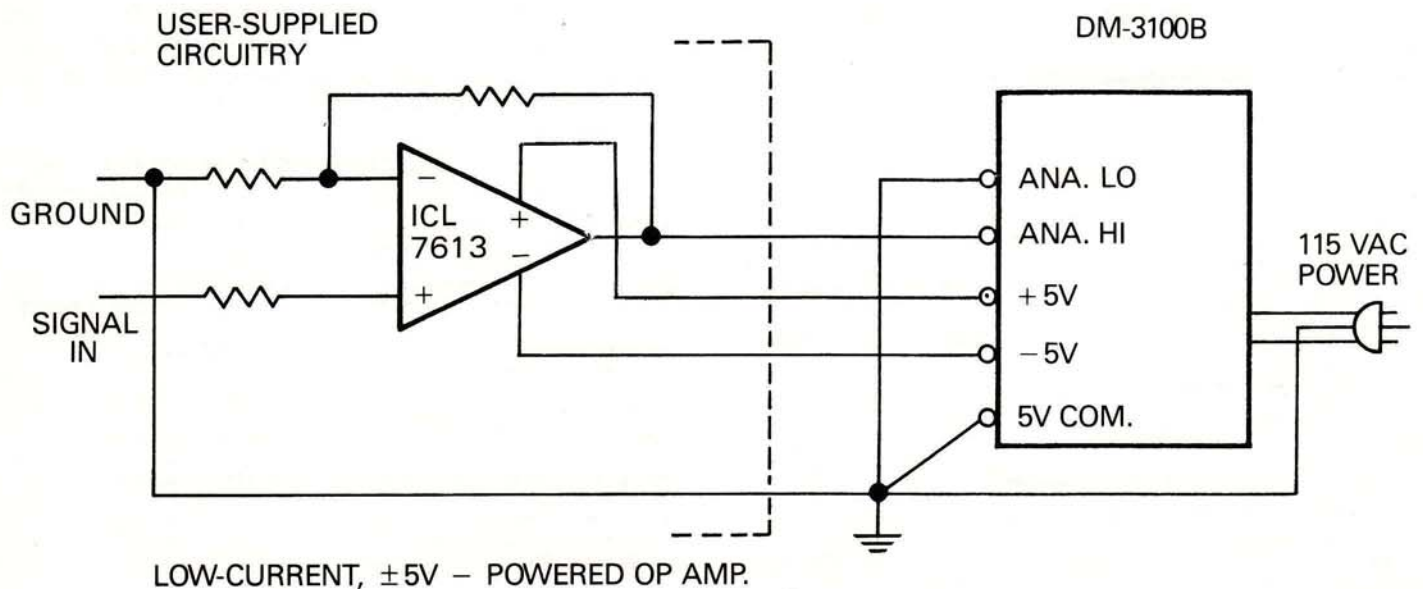 USER-SUPPLIED
CIRCUITRY
DM-3100B
GROUND
SIGNAL
IN
−
ICL
7613
+
−
+
ANA. LO
ANA. HI
+5V
−5V
5V COM.
115 VAC
POWER
LOW-CURRENT, ±5V − POWERED OP AMP.